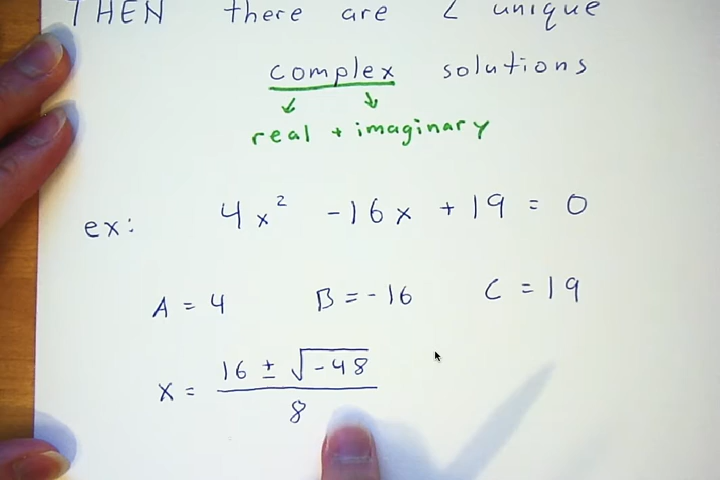 THEN there are 2 unique
complex solutions
real + imaginary
ex: 4x² - 16x + 19 = 0
A = 4 B = -16 C = 19
x = (16 ± √-48) / 8